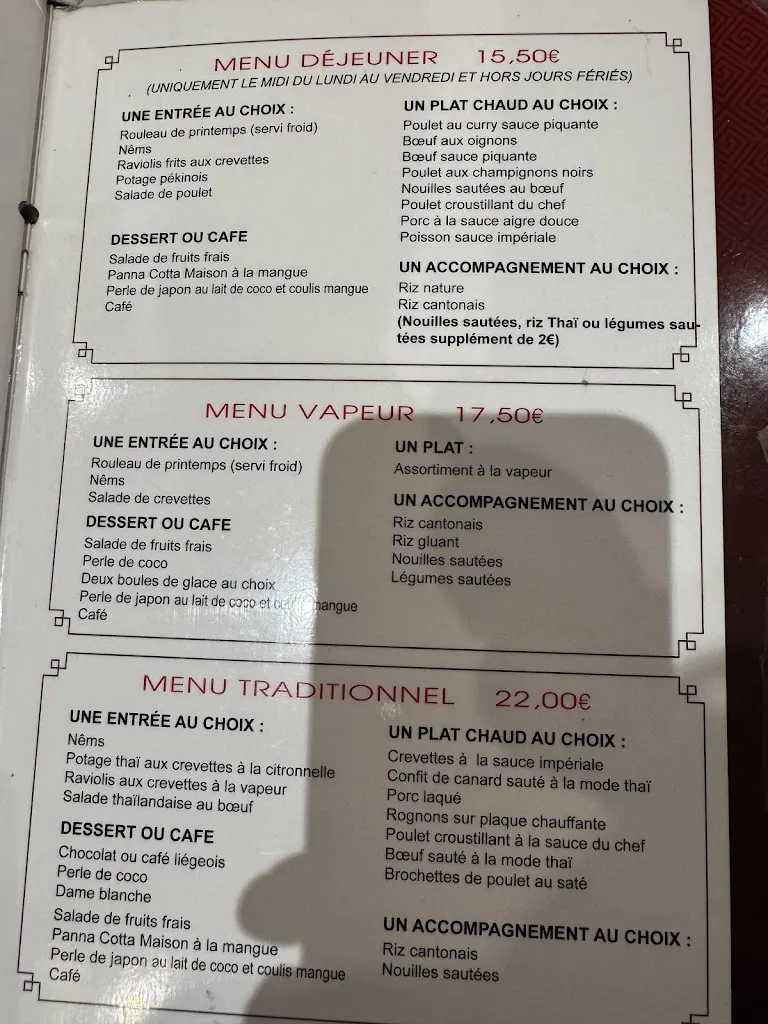 MENU DÉJEUNER 15,50€
(UNIQUEMENT LE MIDI DU LUNDI AU VENDREDI ET HORS JOURS FÉRIÉS)
UNE ENTRÉE AU CHOIX :
Rouleau de printemps (servi froid)
Nêms
Raviolis frits aux crevettes
Potage pékinois
Salade de poulet
DESSERT OU CAFE
Salade de fruits frais
Panna Cotta Maison à la mangue
Perle de japon au lait de coco et coulis mangue
Café
UN PLAT CHAUD AU CHOIX :
Poulet au curry sauce piquante
Bœuf aux oignons
Bœuf sauce piquante
Poulet aux champignons noirs
Nouilles sautées au bœuf
Poulet croustillant du chef
Porc à la sauce aigre douce
Poisson sauce impériale
UN ACCOMPAGNEMENT AU CHOIX :
Riz nature
Riz cantonais
(Nouilles sautées, riz Thaï ou légumes sau-
tées supplément de 2€)
MENU VAPEUR 17,50€
UNE ENTRÉE AU CHOIX :
Rouleau de printemps (servi froid)
Nêms
Salade de crevettes
DESSERT OU CAFE
Salade de fruits frais
Perle de coco
Deux boules de glace au choix
Perle de japon au lait de coco et coulis mangue
Café
UN PLAT :
Assortiment à la vapeur
UN ACCOMPAGNEMENT AU CHOIX :
Riz cantonais
Riz gluant
Nouilles sautées
Légumes sautées
MENU TRADITIONNEL 22,00€
UNE ENTRÉE AU CHOIX :
Nêms
Potage thaï aux crevettes à la citronnelle
Raviolis aux crevettes à la vapeur
Salade thaïlandaise au bœuf
DESSERT OU CAFE
Chocolat ou café liégeois
Perle de coco
Dame blanche
Salade de fruits frais
Panna Cotta Maison à la mangue
Perle de japon au lait de coco et coulis mangue
Café
UN PLAT CHAUD AU CHOIX :
Crevettes à la sauce impériale
Confit de canard sauté à la mode thaï
Porc laqué
Rognons sur plaque chauffante
Poulet croustillant à la sauce du chef
Bœuf sauté à la mode thaï
Brochettes de poulet au saté
UN ACCOMPAGNEMENT AU CHOIX :
Riz cantonais
Nouilles sautées